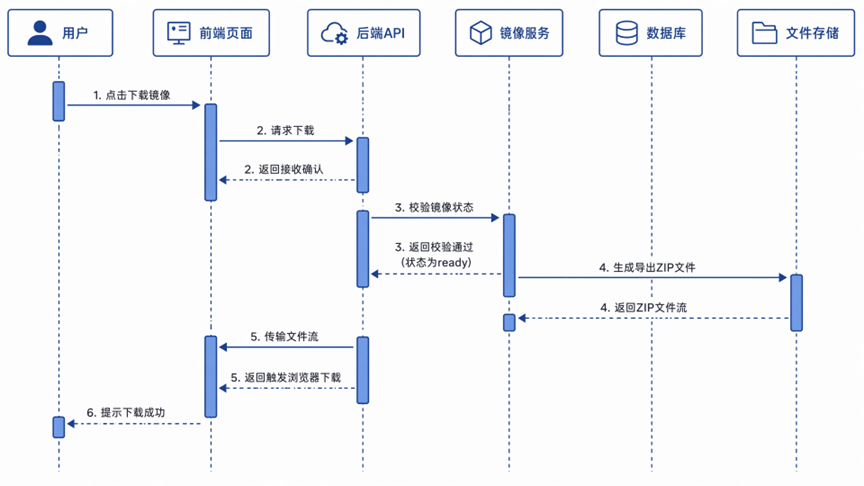 用户
前端页面
后端API
镜像服务
数据库
文件存储
1. 点击下载镜像
2. 请求下载
2. 返回接收确认
3. 校验镜像状态
3. 返回校验通过
(状态为ready)
4. 生成导出ZIP文件
4. 返回ZIP文件流
5. 传输文件流
5. 返回触发浏览器下载
6. 提示下载成功